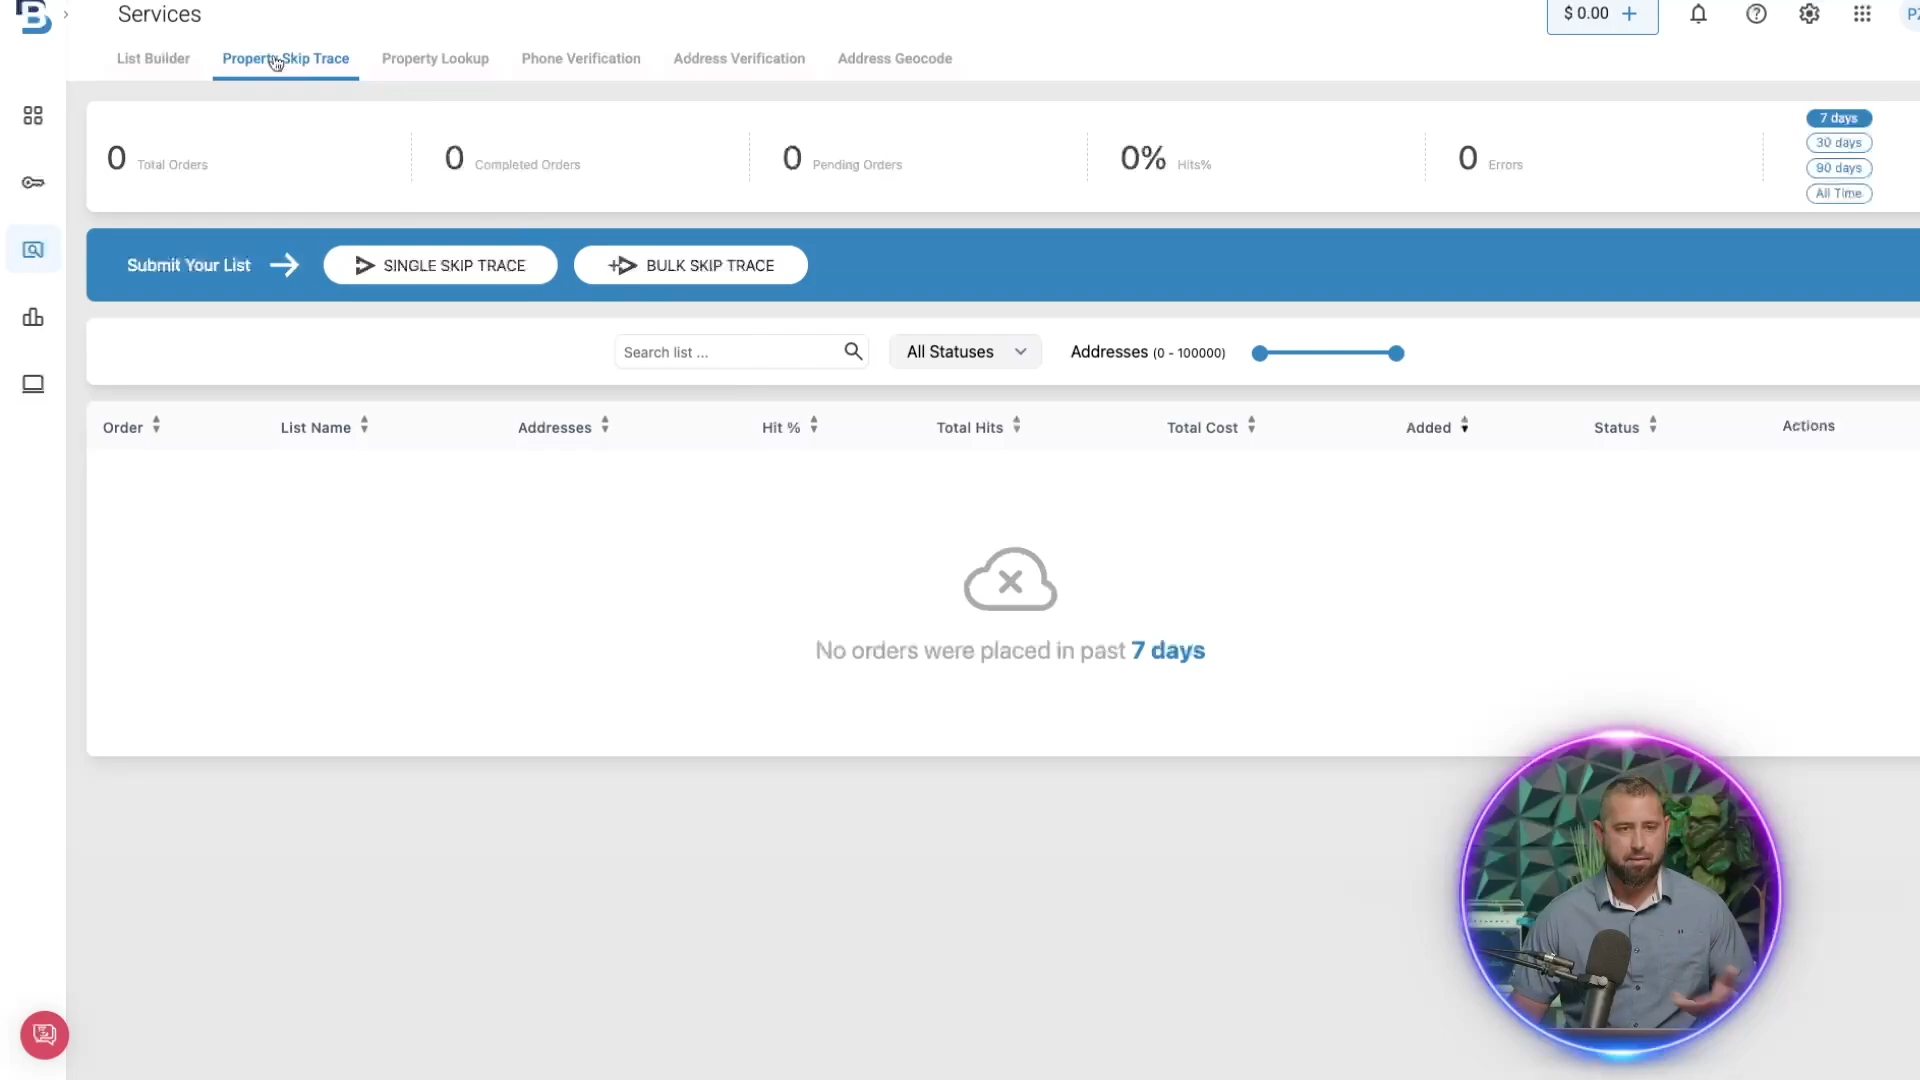 B
Services
$ 0.00 +
List Builder
Property Skip Trace
Property Lookup
Phone Verification
Address Verification
Address Geocode
0 Total Orders
0 Completed Orders
0 Pending Orders
0% Hits%
0 Errors
7 days
30 days
90 days
All Time
Submit Your List
SINGLE SKIP TRACE
BULK SKIP TRACE
Search list ...
All Statuses
Addresses (0 - 100000)
Order
List Name
Addresses
Hit %
Total Hits
Total Cost
Added
Status
Actions
No orders were placed in past 7 days